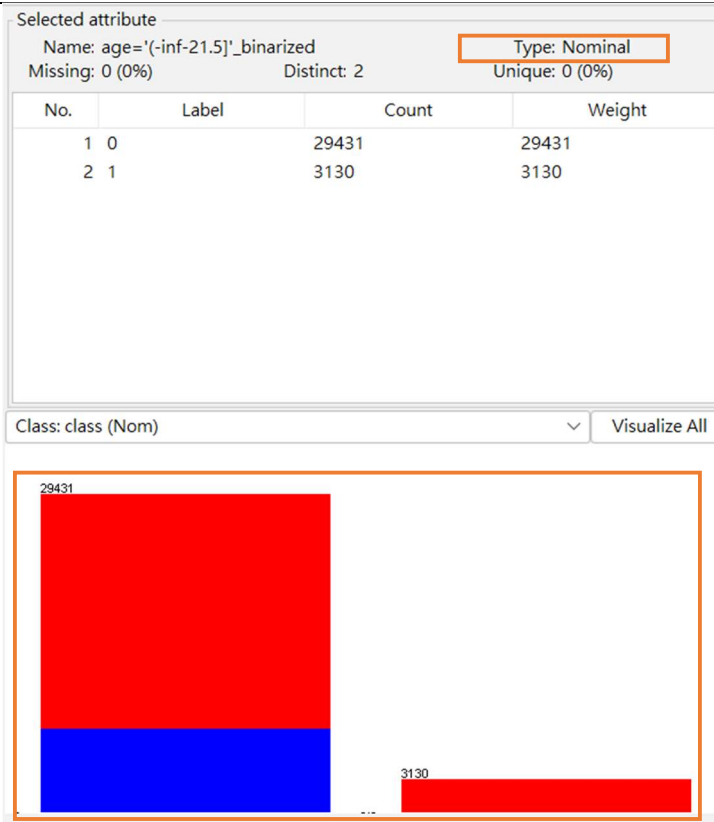 Selected attribute
Name: age='(-inf-21.5]'_binarized Type: Nominal
Missing: 0 (0%) Distinct: 2 Unique: 0 (0%)
No. Label Count Weight
1 0 29431 29431
2 1 3130 3130
Class: class (Nom) Visualize All
29431
3130